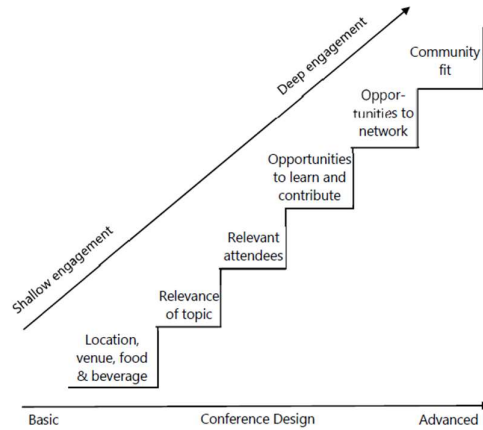 Community
fit
Deep engagement
Oppor-
tunities to
network
Opportunities
to learn and
contribute
Shallow engagement
Relevant
attendees
Relevance
of topic
Location,
venue, food
& beverage
Basic
Conference Design
Advanced